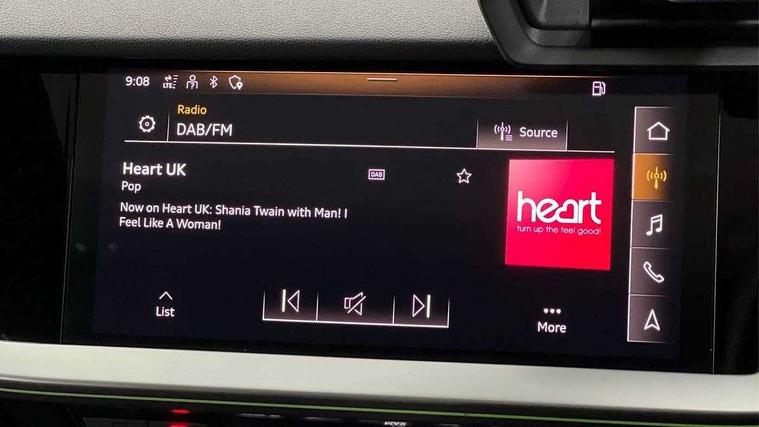 9:08
LTE
Radio
DAB/FM
Source
Heart UK
DAB
Pop
Now on Heart UK: Shania Twain with Man! I
Feel Like A Woman!
heart
turn up the feel good!
List
More